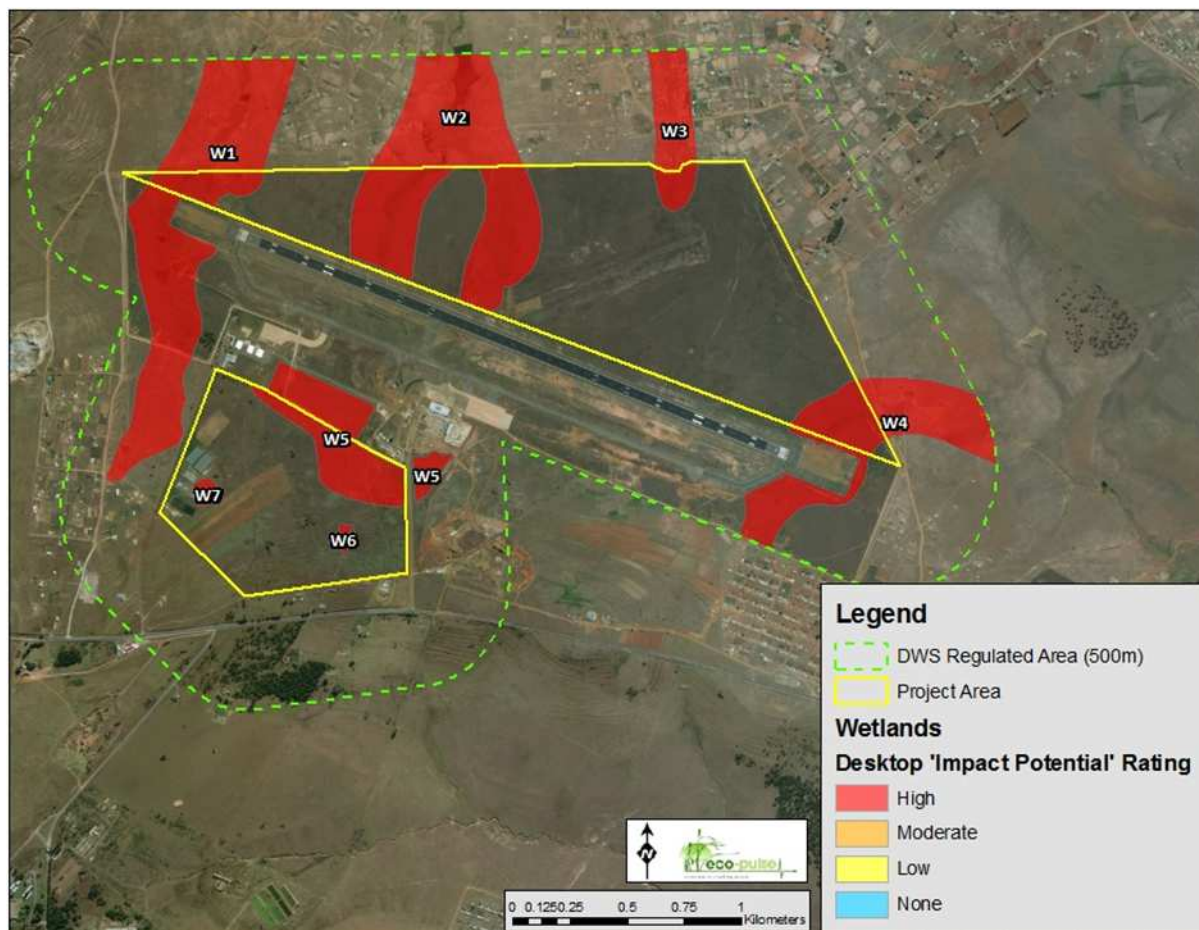 W1
W2
W3
W4
W5
W5
W7
W6
Legend
DWS Regulated Area (500m)
Project Area
Wetlands
Desktop 'Impact Potential' Rating
High
Moderate
Low
None
N
eco-pulse
0 0.1250.25 0.5 0.75 1
Kilometers